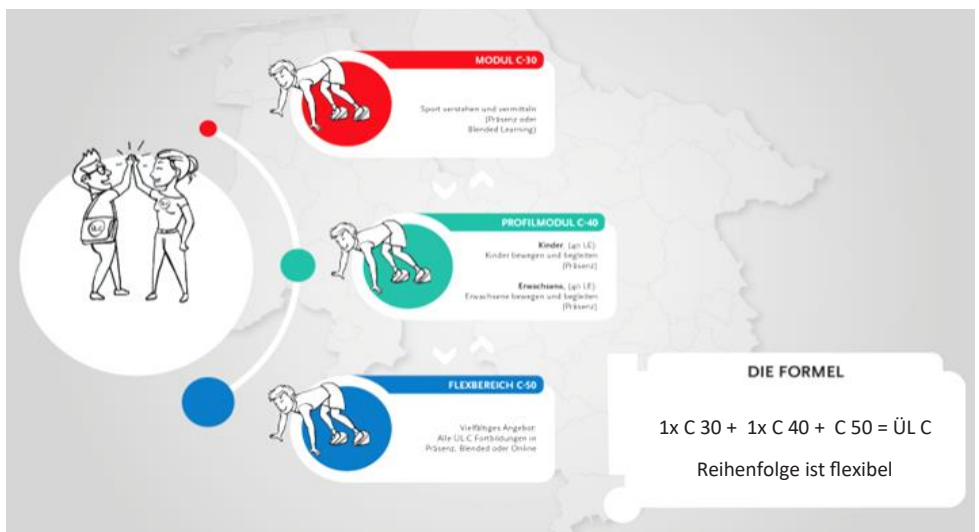 MODUL C-30
Sport verstehen und vermitteln
(Präsenz oder
Blended Learning)
PROFILMODUL C-40
Kinder, (40 LE):
Kinder bewegen und begleiten
(Präsenz)
Erwachsene, (40 LE):
Erwachsene bewegen und begleiten
(Präsenz)
FLEXBEREICH C-50
Vielfältiges Angebot:
Alle ÜL C Fortbildungen in
Präsenz, Blended oder Online
DIE FORMEL
1x C 30 + 1x C 40 + C 50 = ÜL C
Reihenfolge ist flexibel